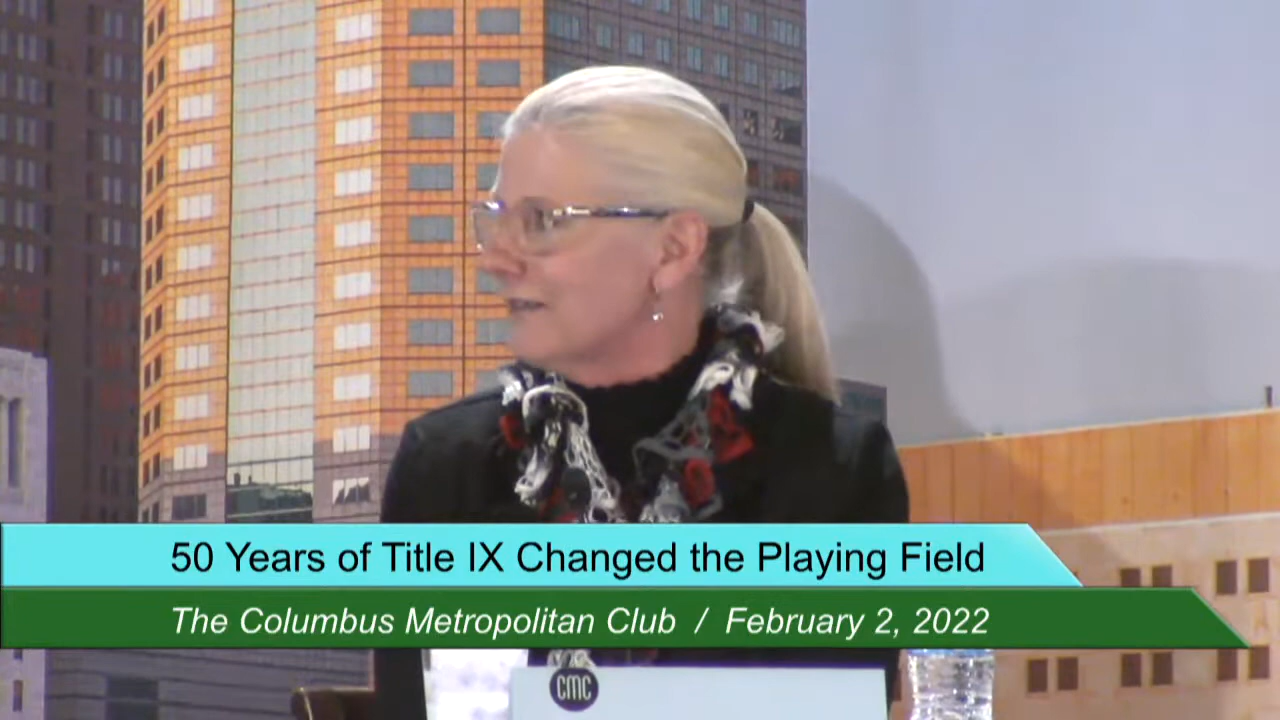 50 Years of Title IX Changed the Playing Field
The Columbus Metropolitan Club / February 2, 2022
CMC